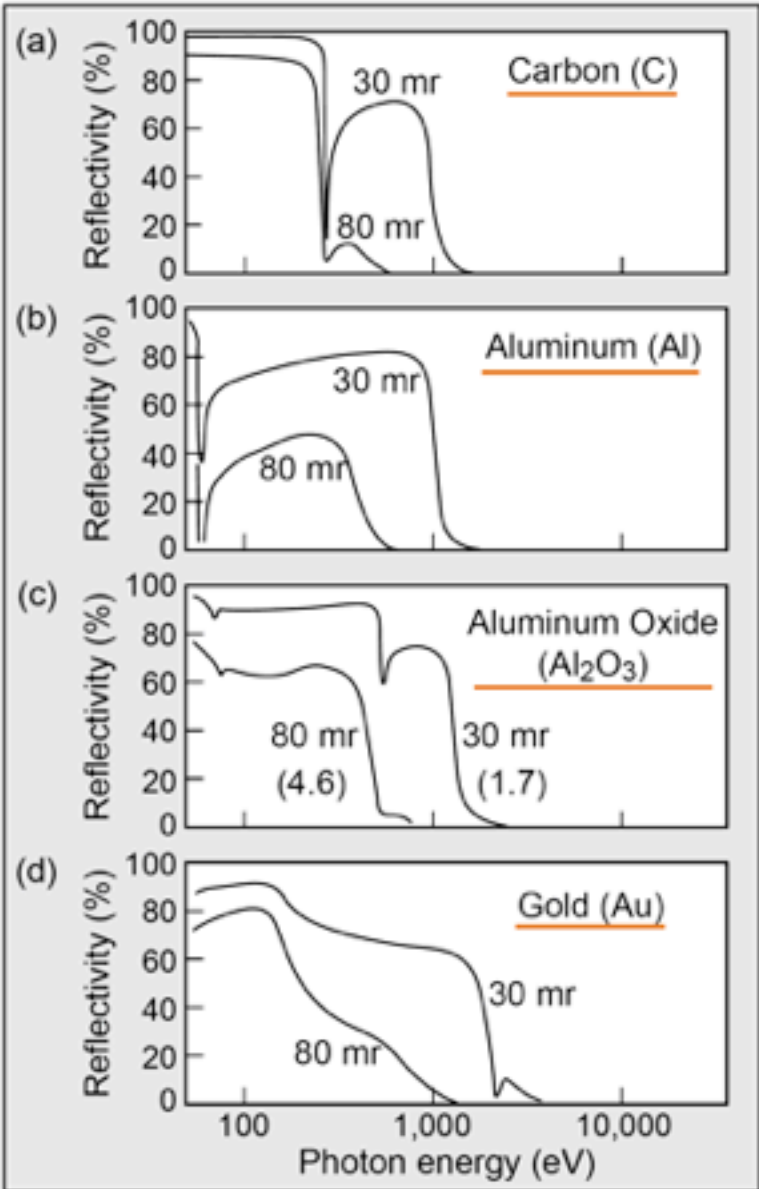 (a)
Reflectivity (%)
100
80
60
40
20
0
30 mr
80 mr
Carbon (C)
(b)
Reflectivity (%)
100
80
60
40
20
0
30 mr
80 mr
Aluminum (Al)
(c)
Reflectivity (%)
100
80
60
40
20
0
Aluminum Oxide
(Al₂O₃)
80 mr
(4.6)
30 mr
(1.7)
(d)
Reflectivity (%)
100
80
60
40
20
0
Gold (Au)
30 mr
80 mr
100 1,000 10,000
Photon energy (eV)